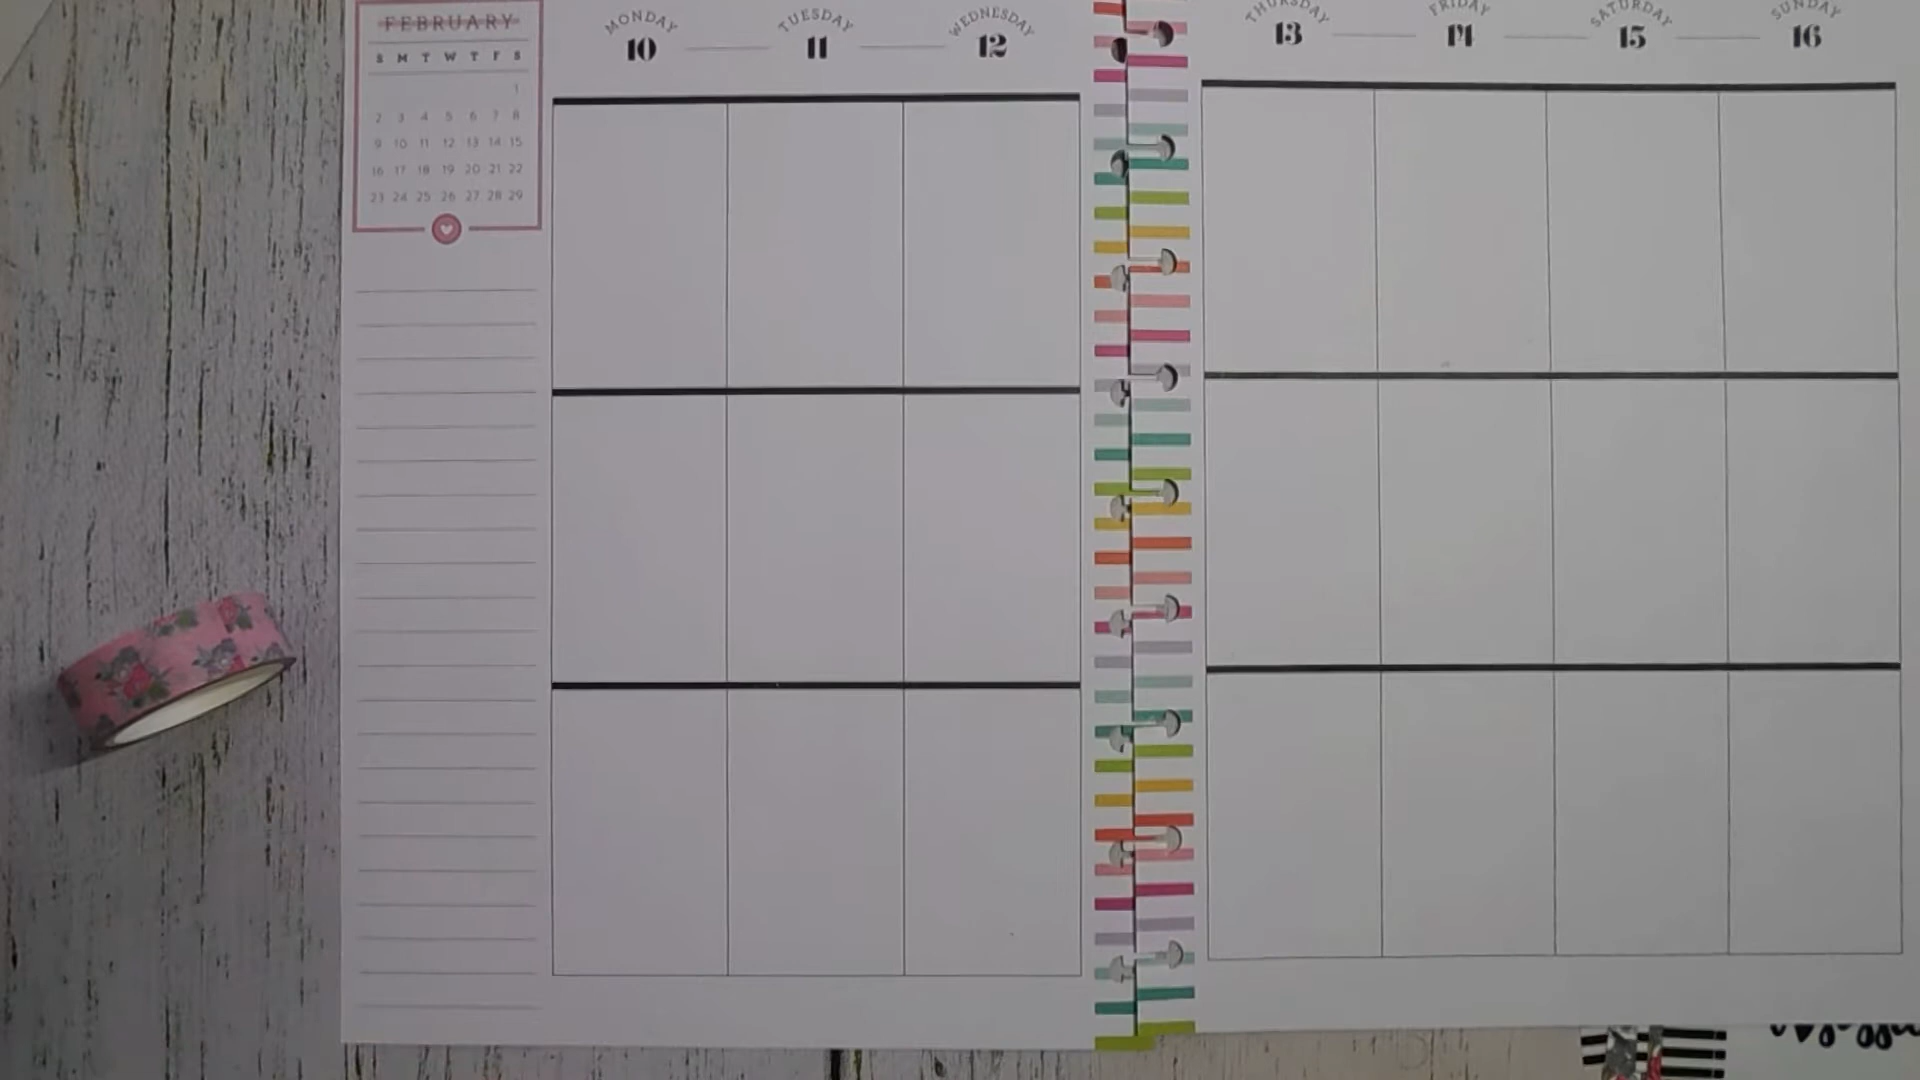 FEBRUARY
S M T W T F S
1
2 3 4 5 6 7 8
9 10 11 12 13 14 15
16 17 18 19 20 21 22
23 24 25 26 27 28 29
MONDAY TUESDAY WEDNESDAY THURSDAY FRIDAY SATURDAY SUNDAY
10 11 12 13 14 15 16